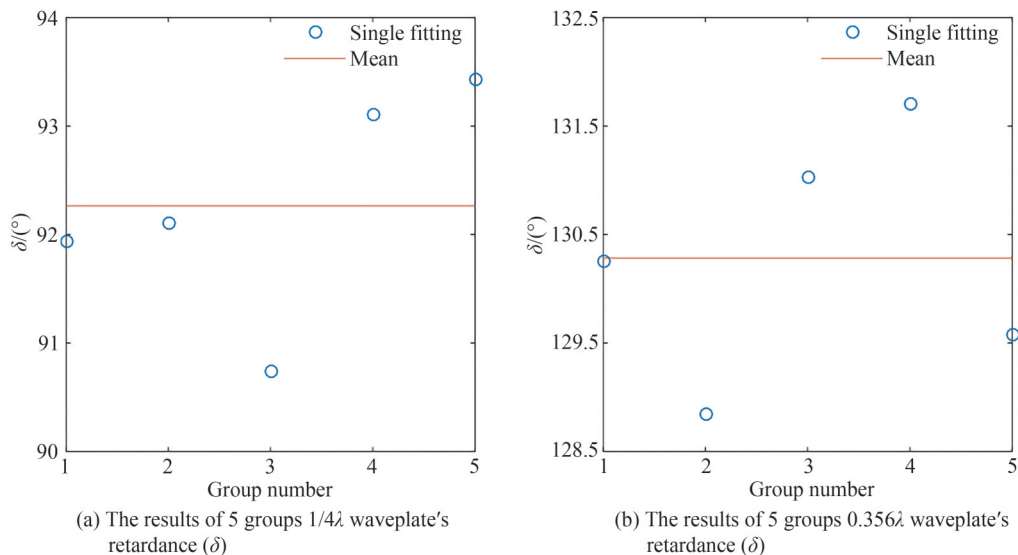 94
93
92
91
90
δ/(°)
Single fitting
Mean
1
2
3
4
5
Group number
(a) The results of 5 groups 1/4λ waveplate′s
retardance (δ)
132.5
131.5
130.5
129.5
128.5
δ/(°)
Single fitting
Mean
1
2
3
4
5
Group number
(b) The results of 5 groups 0.356λ waveplate′s
retardance (δ)